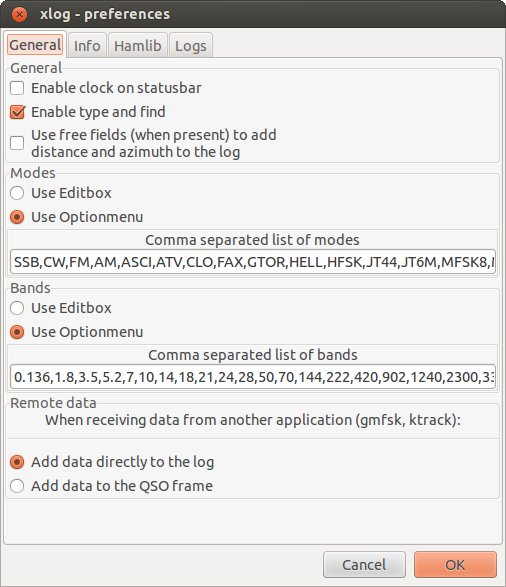 xlog - preferences
General Info Hamlib Logs
General
Enable clock on statusbar
Enable type and find
Use free fields (when present) to add
distance and azimuth to the log
Modes
Use Editbox
Use Optionmenu
Comma separated list of modes
SSB,CW,FM,AM,ASCI,ATV,CLO,FAX,GTOR,HELL,HFSK,JT44,JT6M,MFSK8,
Bands
Use Editbox
Use Optionmenu
Comma separated list of bands
0.136,1.8,3.5,5.2,7,10,14,18,21,24,28,50,70,144,222,420,902,1240,2300,33
Remote data
When receiving data from another application (gmfsk, ktrack):
Add data directly to the log
Add data to the QSO frame
Cancel OK